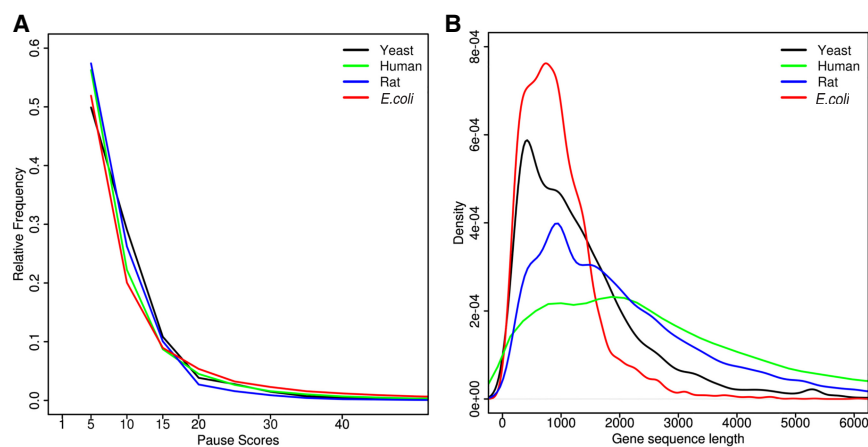 A
0.6
0.5
0.4
0.3
0.2
0.1
0.0
Relative Frequency
Yeast
Human
Rat
E.coli
1 5 10 15 20 30 40
Pause Scores
B
8e-04
6e-04
4e-04
2e-04
0e+00
Density
Yeast
Human
Rat
E.coli
0 1000 2000 3000 4000 5000
Gene sequence length